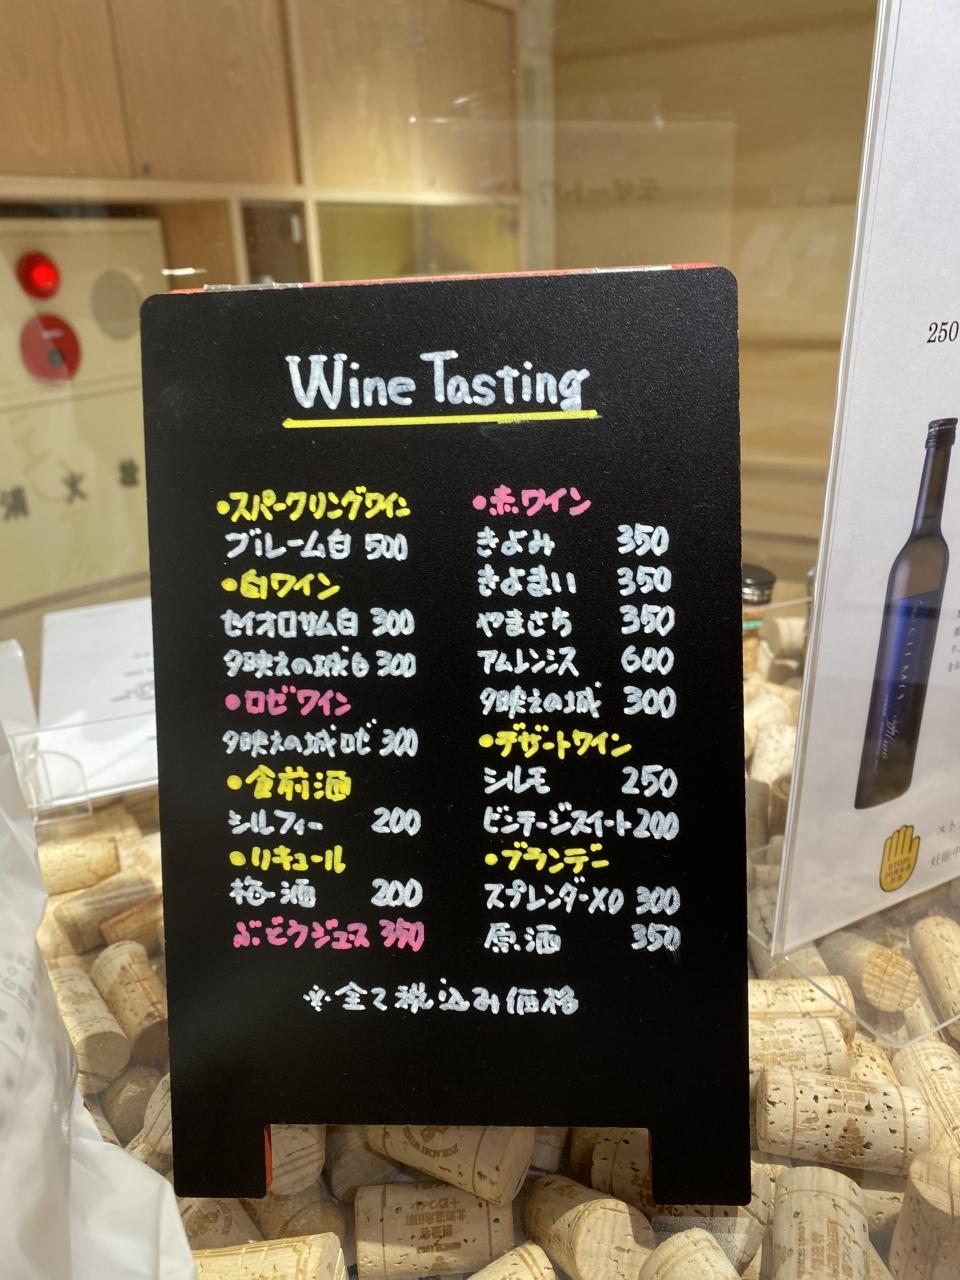 Wine Tasting
・スパークリングワイン
ブルーム白 500
・白ワイン
セイオロサム白 300
夕映えの城白 300
・ロゼワイン
夕映えの城ロゼ 300
・食前酒
シルフィー 200
・リキュール
梅酒 200
ぶどうジュース 350
・赤ワイン
きよみ 350
きよまい 350
やまさち 350
アムレンシス 600
夕映えの城 300
・デザートワイン
シルモ 250
ビンテージスイート 200
・ブランデー
スプレンダーXO 300
原酒 350
※全て税込み価格
250
STOP!
消火栓